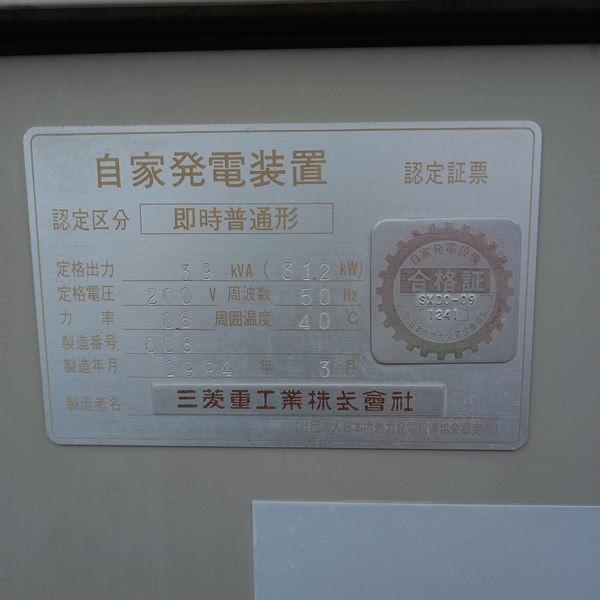 自家発電装置 認定証票
認定区分 即時普通形
定格出力 39 kVA ( 31.2 kW)
定格電圧 200 V 周波数 50 Hz
力率 0.8 周囲温度 40 ℃
製造番号 006
製造年月 1994 年 3 月
製造者名 三菱重工業株式會社
(社団法人日本内燃力発電設備協会認定品)
自家発電設備
合格証
SXDC-09
1241